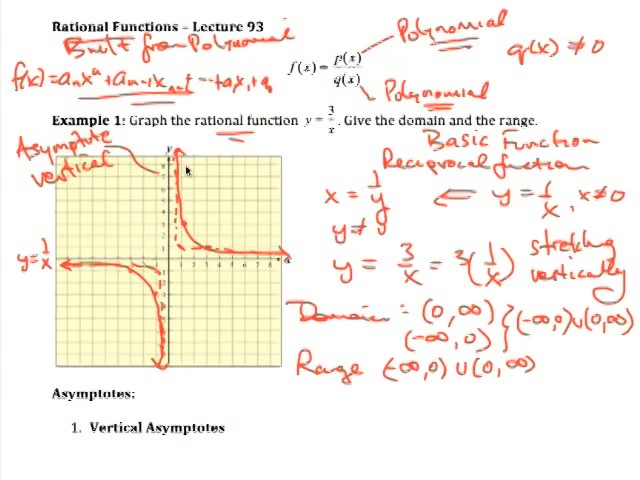 Rational Functions – Lecture 93
Built from Polynomial
Polynomial
q(x) ≠ 0
f(x) = p(x)/q(x)
Polynomial
Example 1: Graph the rational function y = 3/x. Give the domain and the range.
Asymptote
vertical
Basic Function
Reciprocal function
x = 1/y ⇐ y = 1/x, x≠0
y = 3/x = 3(1/x) stretching
vertically
y=1/x
Domain = (0, ∞)
(-∞, 0) } (-∞,0)∪(0,∞)
Range (-∞,0) ∪ (0, ∞)
Asymptotes:
1. Vertical Asymptotes